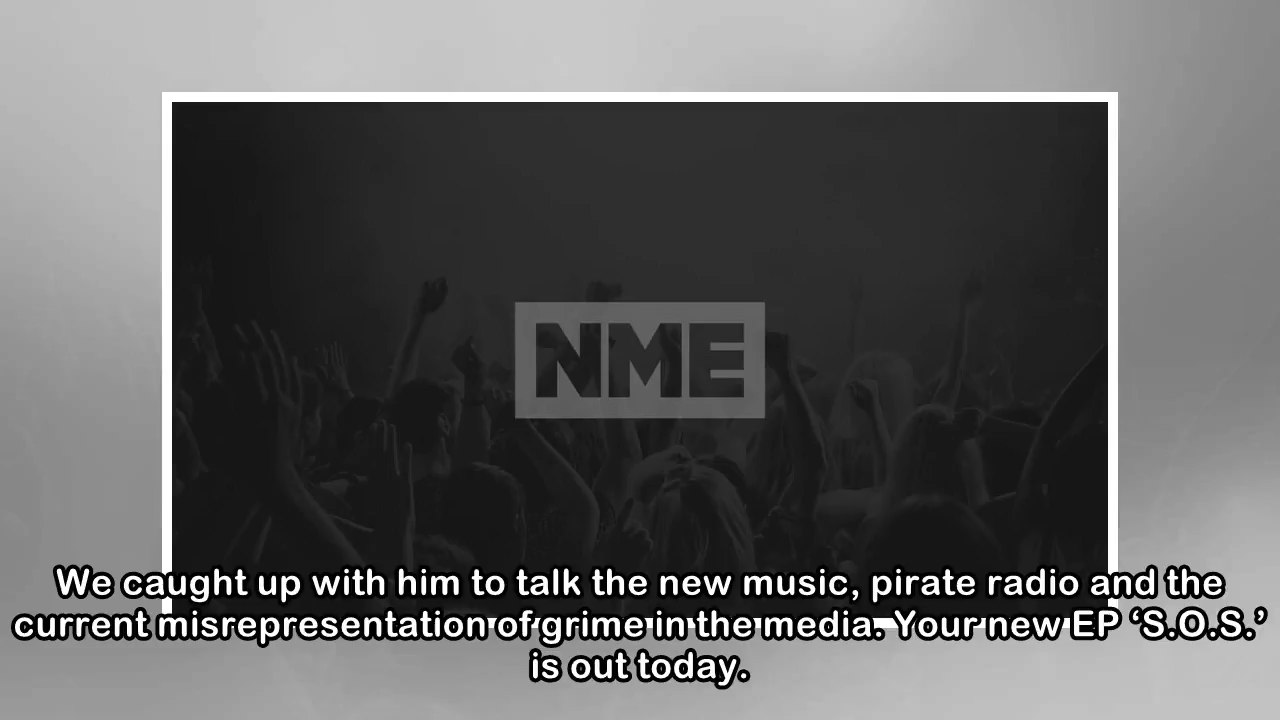 NME
We caught up with him to talk the new music, pirate radio and the
current misrepresentation of grime in the media. Your new EP ‘S.O.S.’
is out today.